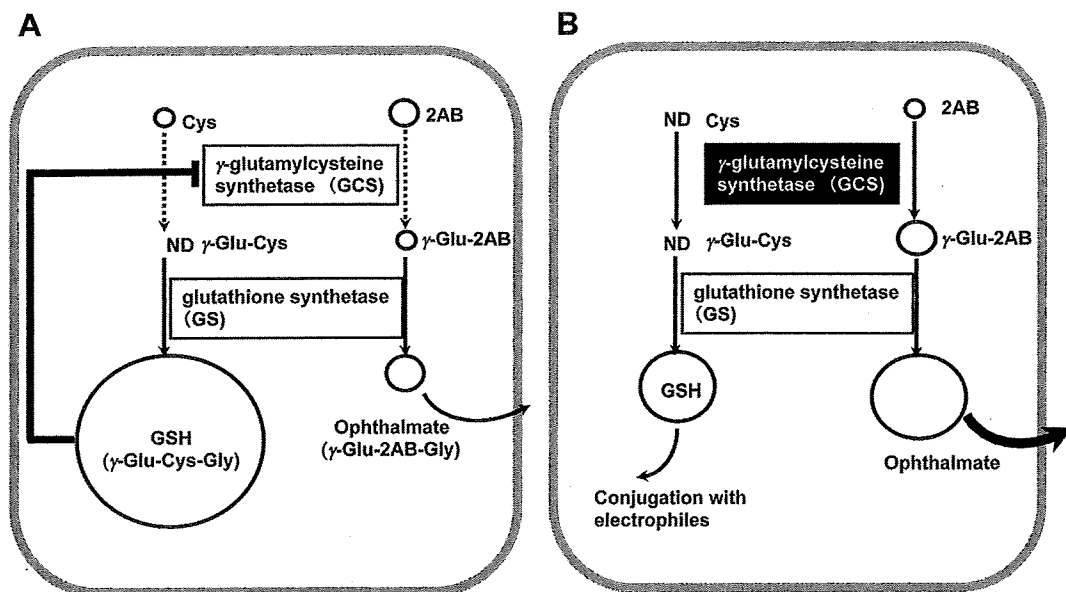 A
Cys
2AB
γ-glutamylcysteine
synthetase (GCS)
ND γ-Glu-Cys
γ-Glu-2AB
glutathione synthetase
(GS)
GSH
(γ-Glu-Cys-Gly)
Ophthalmate
(γ-Glu-2AB-Gly)
B
ND Cys
2AB
γ-glutamylcysteine
synthetase (GCS)
ND γ-Glu-Cys
γ-Glu-2AB
glutathione synthetase
(GS)
GSH
Ophthalmate
Conjugation with
electrophiles